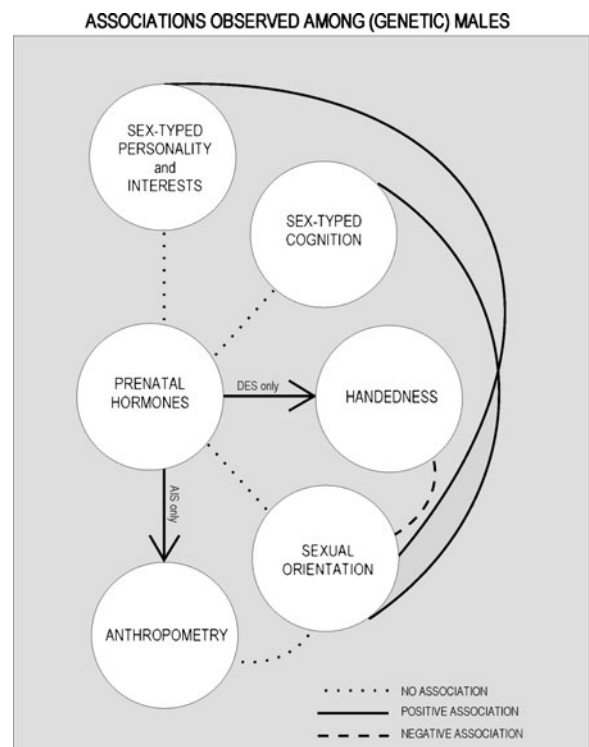 ASSOCIATIONS OBSERVED AMONG (GENETIC) MALES
SEX-TYPED
PERSONALITY
and
INTERESTS
SEX-TYPED
COGNITION
PRENATAL
HORMONES
DES only
HANDEDNESS
AIS only
SEXUAL
ORIENTATION
ANTHROPOMETRY
NO ASSOCIATION
POSITIVE ASSOCIATION
NEGATIVE ASSOCIATION